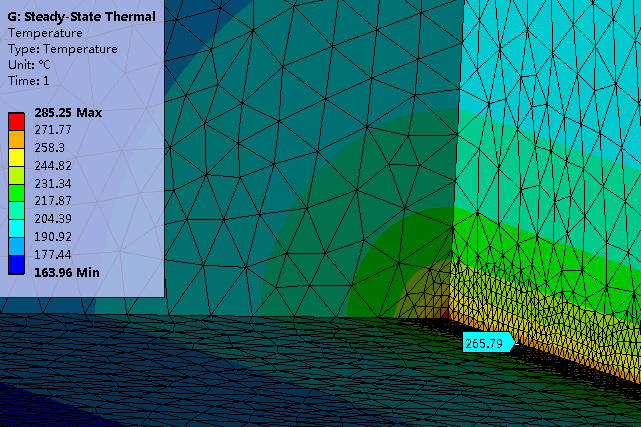 G: Steady-State Thermal
Temperature
Type: Temperature
Unit: °C
Time: 1
285.25 Max
271.77
258.3
244.82
231.34
217.87
204.39
190.92
177.44
163.96 Min
265.79